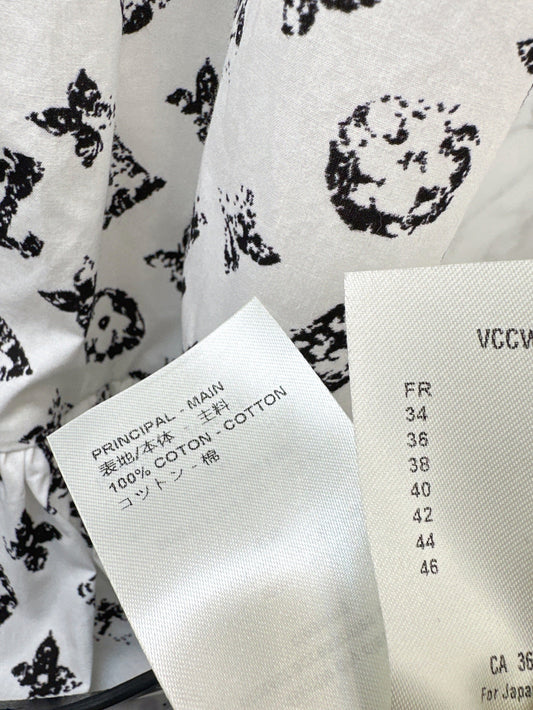 PRINCIPAL - MAIN
表地/本体 - 主料
100% COTON - COTTON
コットン - 棉
VCCW
FR
34
36
38
40
42
44
46
CA 36
For Japa